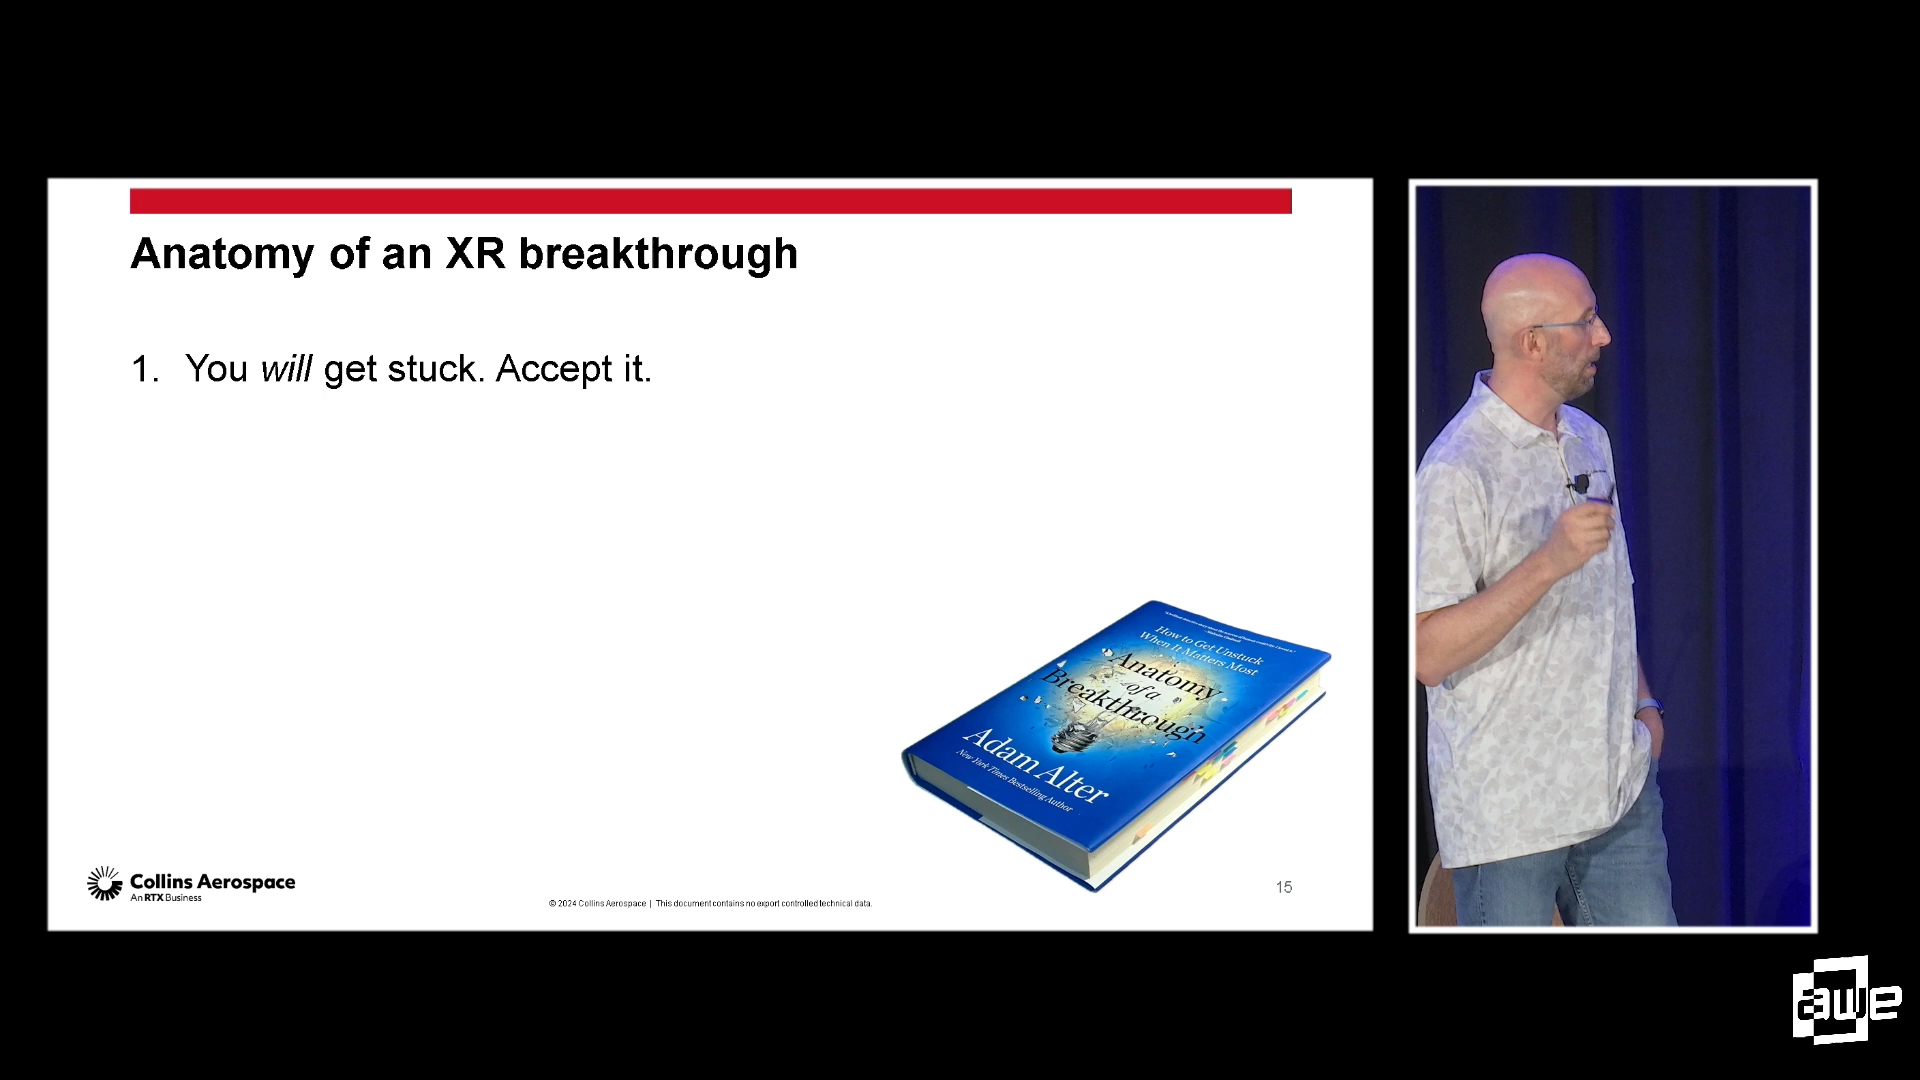 Anatomy of an XR breakthrough
1. You will get stuck. Accept it.
How to Get Unstuck
When It Matters Most
Anatomy
of a
Breakthrough
Adam Alter
New York Times Bestselling Author
Collins Aerospace
An RTX Business
© 2024 Collins Aerospace | This document contains no export controlled technical data.
15
awe